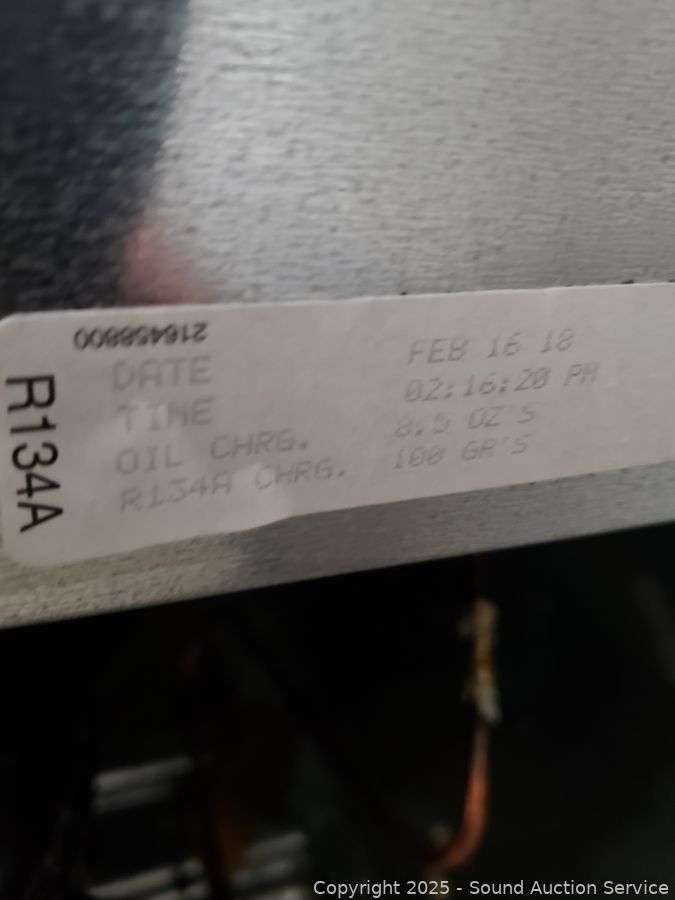 216458800
DATE FEB 16 18
TIME 02:16:20 PM
OIL CHRG. 8.5 OZ'S
R134A CHRG. 100 GR'S
R134A
Copyright 2025 - Sound Auction Service